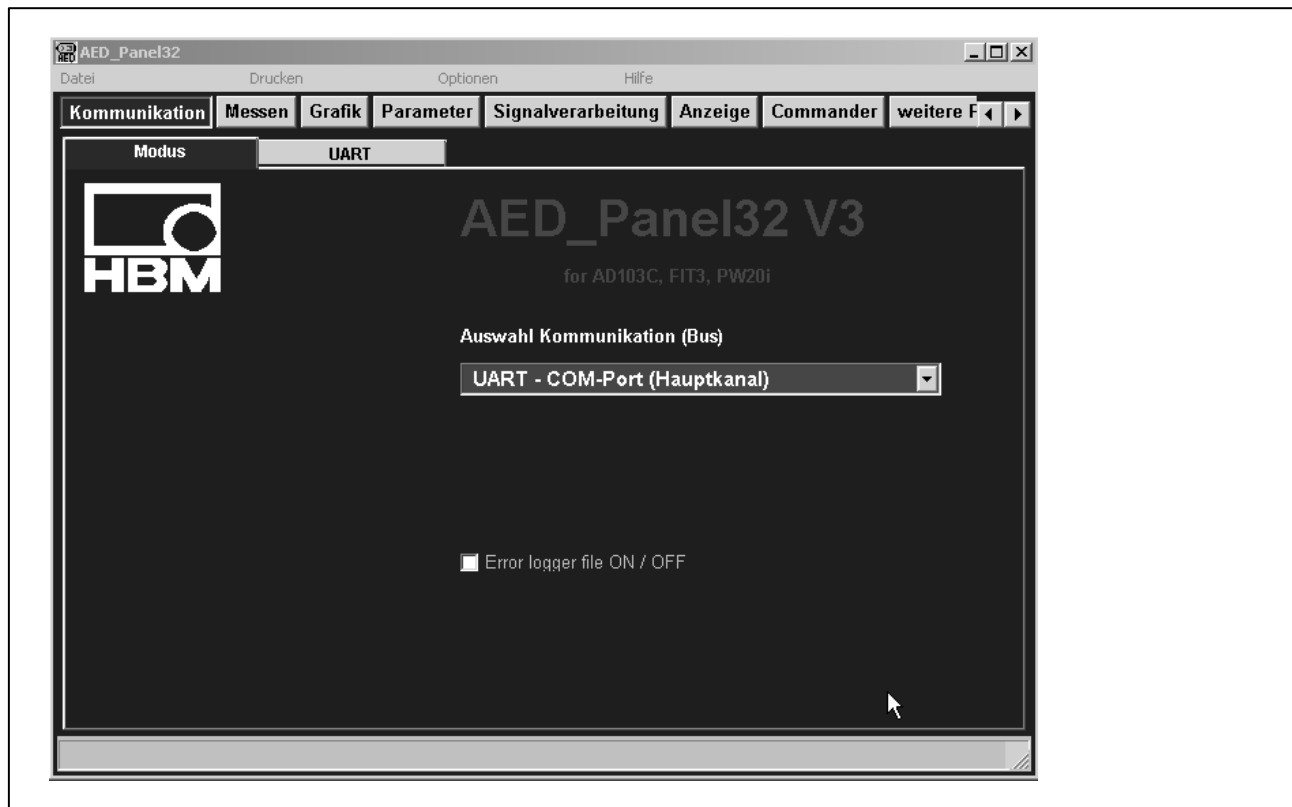 AED_Panel32
Datei Drucken Optionen Hilfe
Kommunikation Messen Grafik Parameter Signalverarbeitung Anzeige Commander weitere
Modus UART
HBM
AED_Panel32 V3
for AD103C, FIT3, PW20i
Auswahl Kommunikation (Bus)
UART - COM-Port (Hauptkanal)
Error logger file ON / OFF